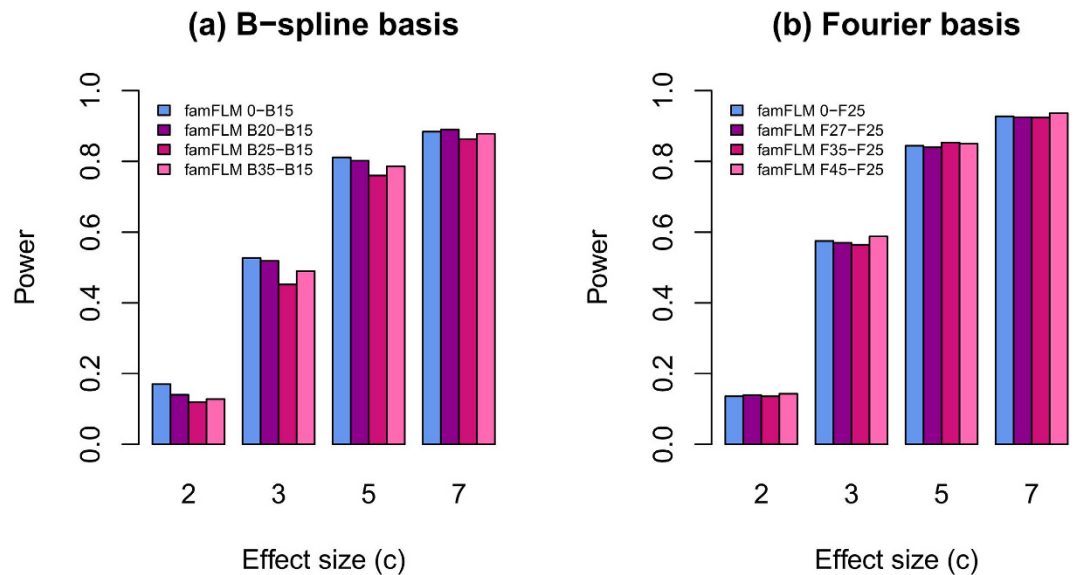 (a) B−spline basis
1.0
0.8
0.6
0.4
0.2
0.0
Power
famFLM 0−B15
famFLM B20−B15
famFLM B25−B15
famFLM B35−B15
2 3 5 7
Effect size (c)
(b) Fourier basis
1.0
0.8
0.6
0.4
0.2
0.0
Power
famFLM 0−F25
famFLM F27−F25
famFLM F35−F25
famFLM F45−F25
2 3 5 7
Effect size (c)